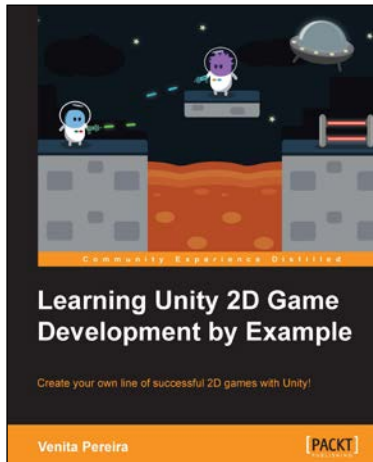 Community Experience Distilled
Learning Unity 2D Game
Development by Example
Create your own line of successful 2D games with Unity!
Venita Pereira
[PACKT]
PUBLISHING